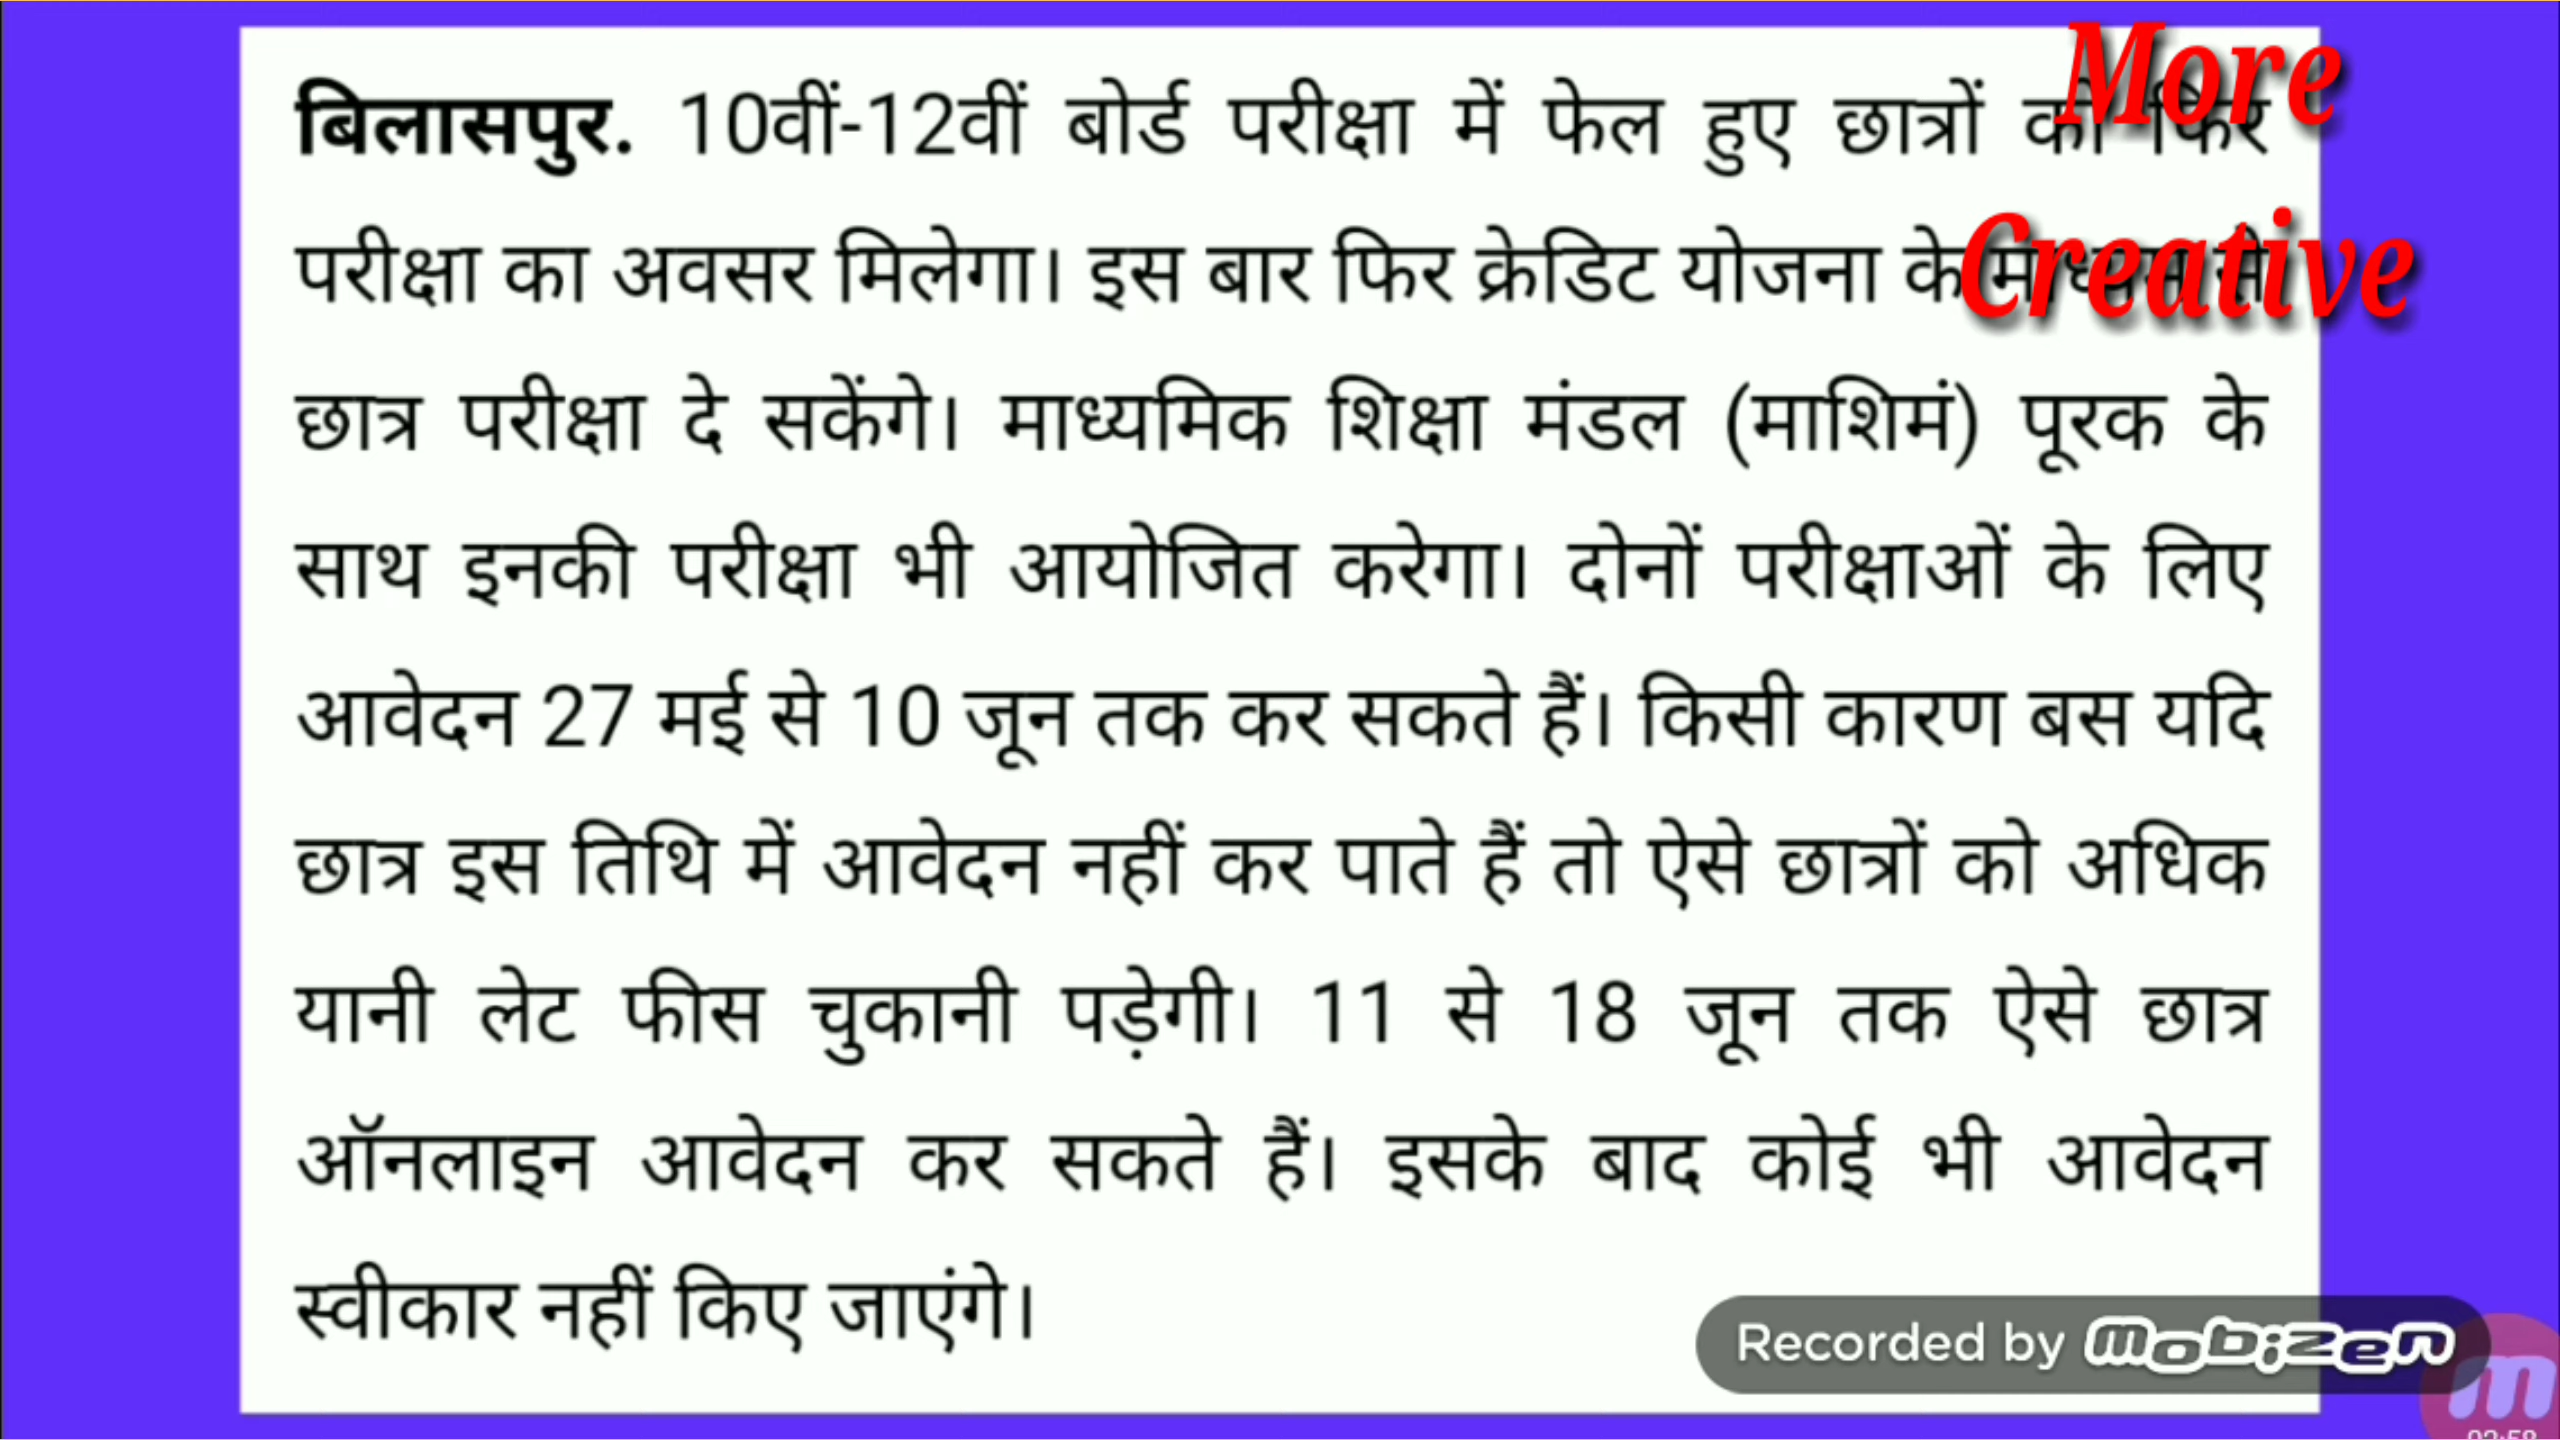 बिलासपुर. 10वीं-12वीं बोर्ड परीक्षा में फेल हुए छात्रों को फिर
परीक्षा का अवसर मिलेगा। इस बार फिर क्रेडिट योजना के माध्यम से
छात्र परीक्षा दे सकेंगे। माध्यमिक शिक्षा मंडल (माशिमं) पूरक के
साथ इनकी परीक्षा भी आयोजित करेगा। दोनों परीक्षाओं के लिए
आवेदन 27 मई से 10 जून तक कर सकते हैं। किसी कारण बस यदि
छात्र इस तिथि में आवेदन नहीं कर पाते हैं तो ऐसे छात्रों को अधिक
यानी लेट फीस चुकानी पड़ेगी। 11 से 18 जून तक ऐसे छात्र
ऑनलाइन आवेदन कर सकते हैं। इसके बाद कोई भी आवेदन
स्वीकार नहीं किए जाएंगे।
More
Creative
Recorded by mobizen
m